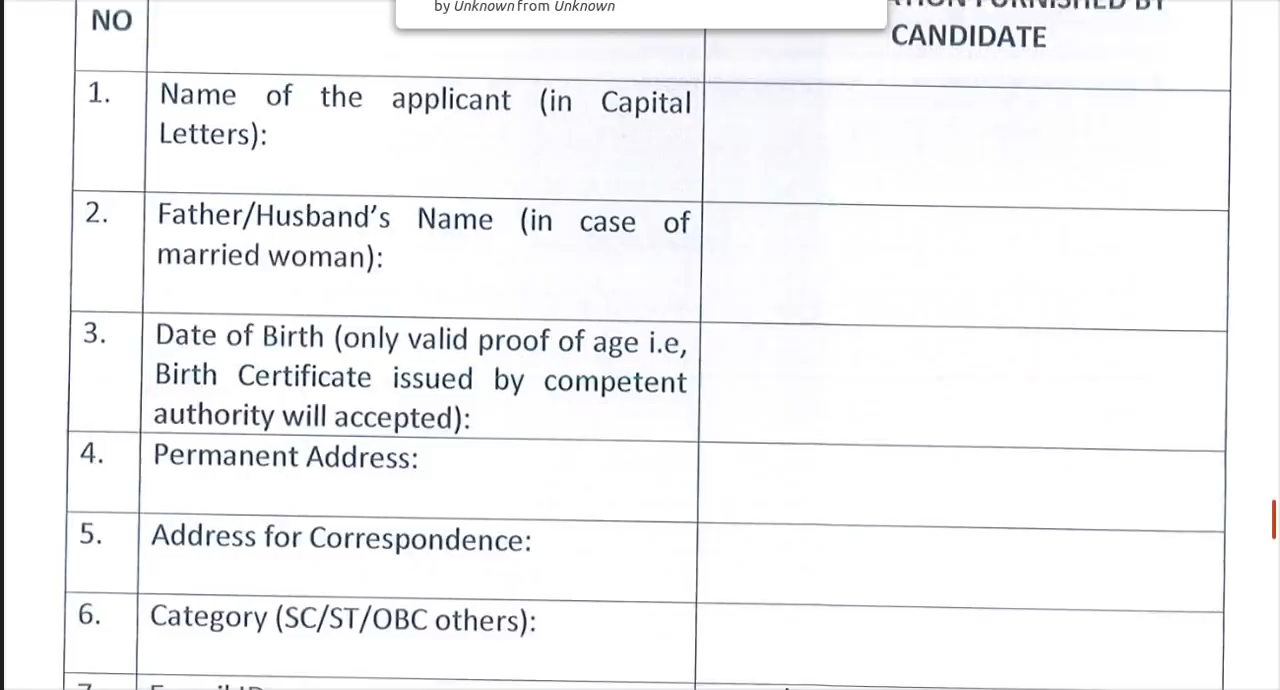 by Unknown from Unknown
NO
FURNISHED BY
CANDIDATE
1.
Name of the applicant (in Capital
Letters):
2.
Father/Husband's Name (in case of
married woman):
3.
Date of Birth (only valid proof of age i.e,
Birth Certificate issued by competent
authority will accepted):
4.
Permanent Address:
5.
Address for Correspondence:
6.
Category (SC/ST/OBC others):